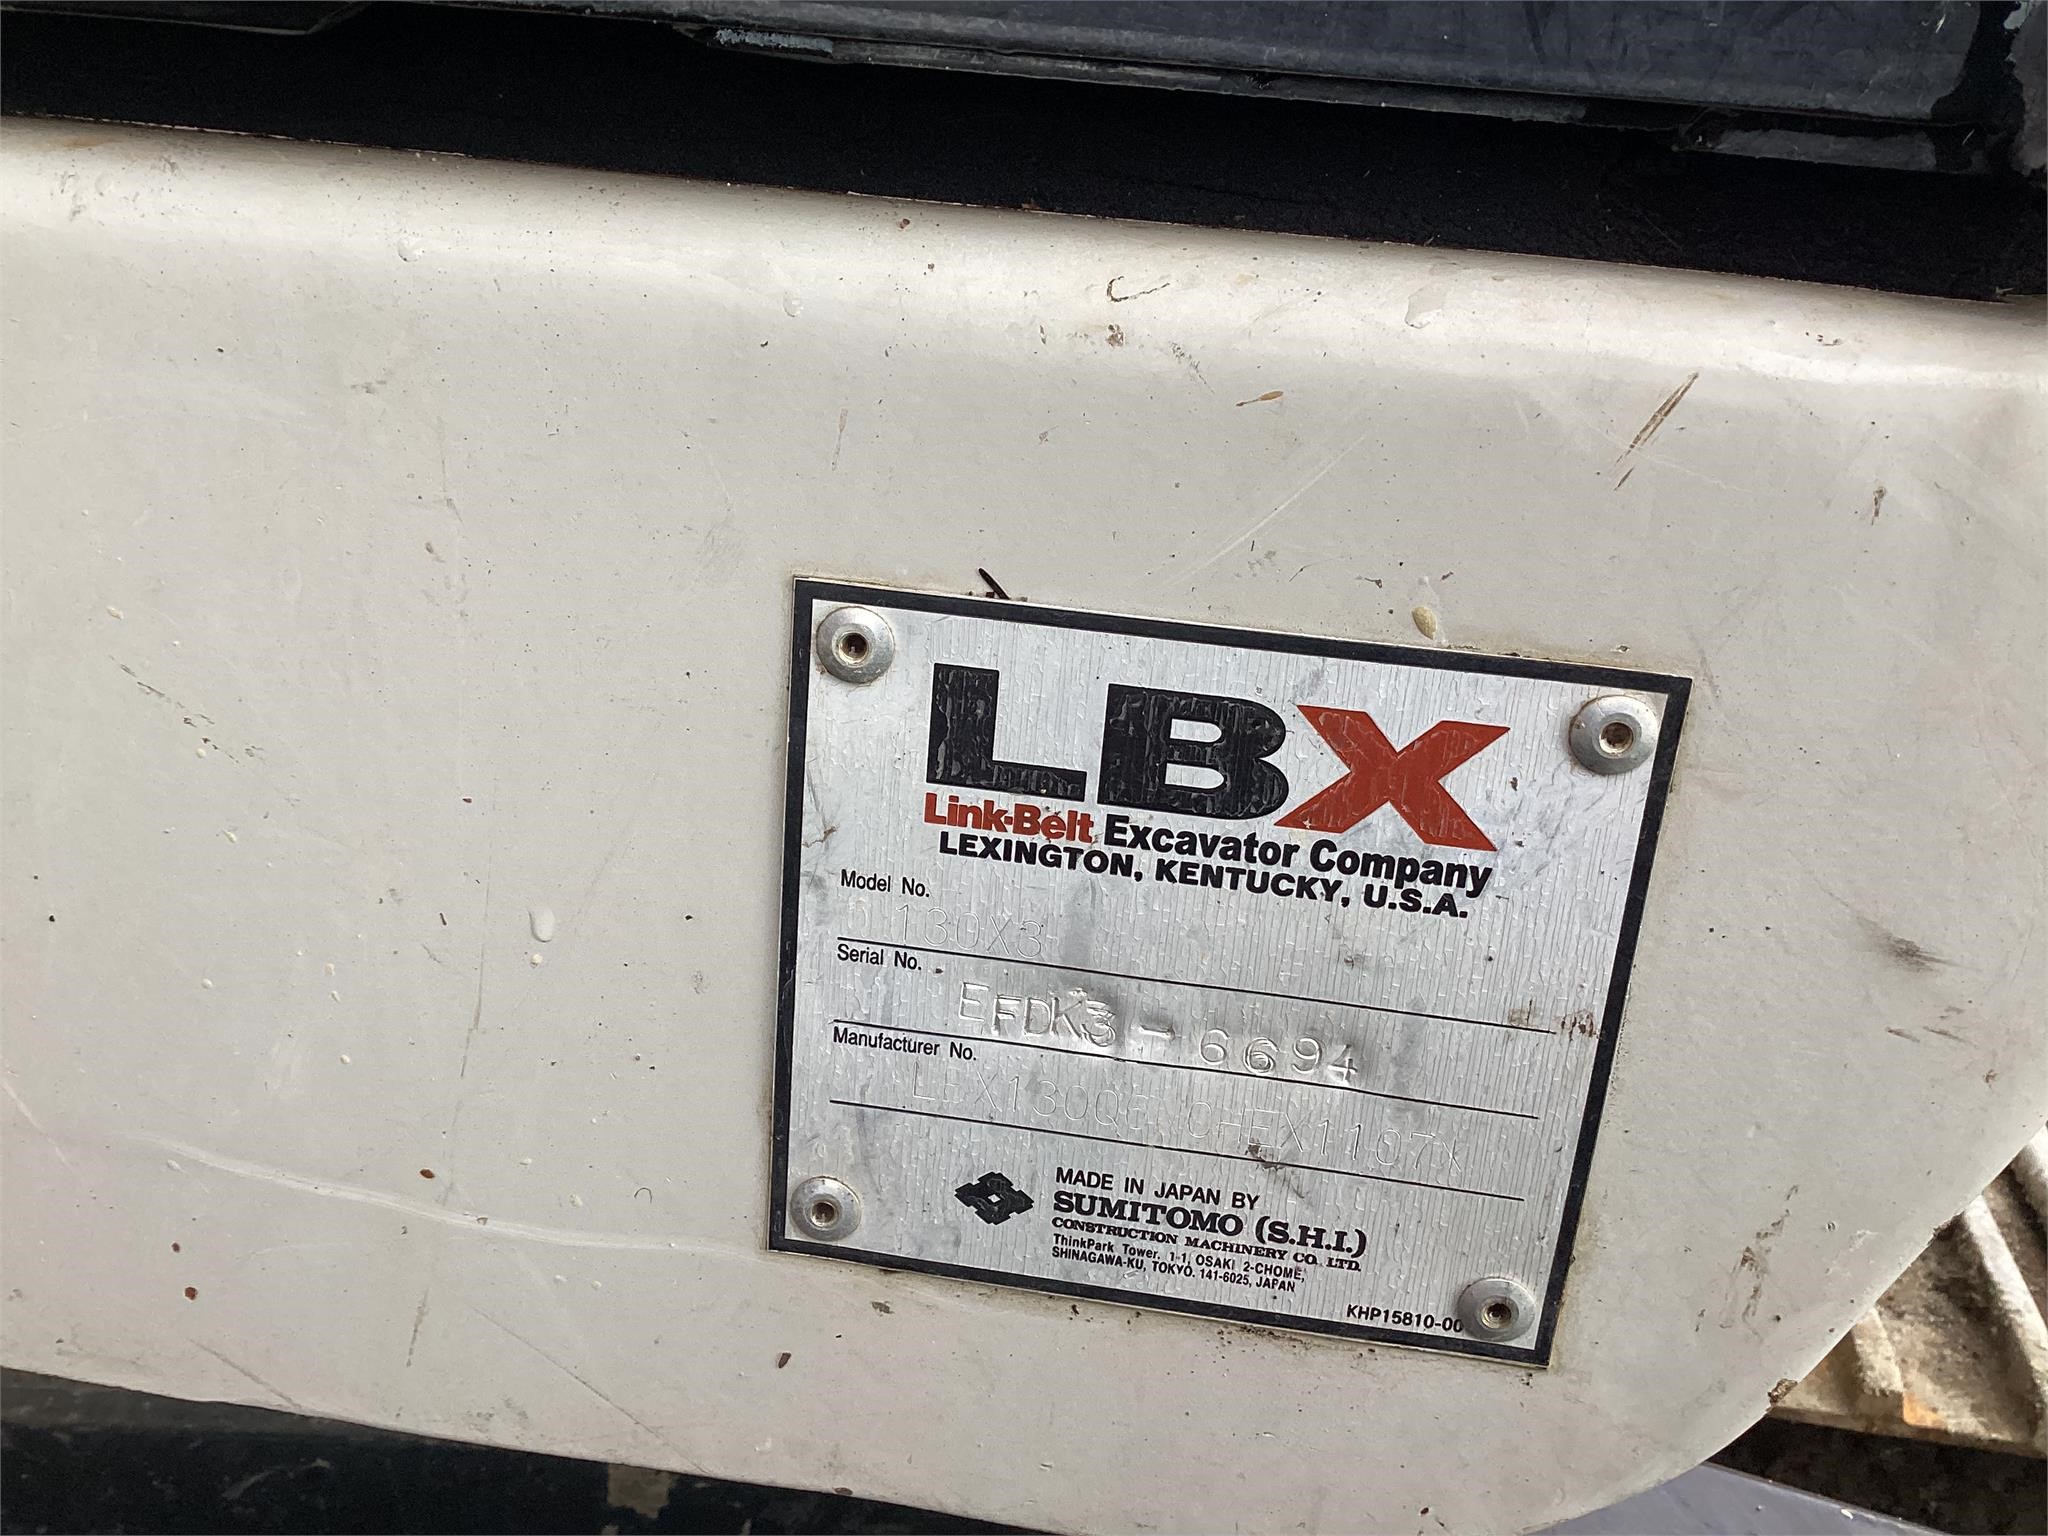 LBX
Link-Belt Excavator Company
LEXINGTON, KENTUCKY, U.S.A.
Model No.
130X3
Serial No.
EFDK3-6694
Manufacturer No.
MADE IN JAPAN BY
SUMITOMO (S.H.I.)
CONSTRUCTION MACHINERY CO. LTD.
ThinkPark Tower. 1-1, OSAKI 2-CHOME,
SHINAGAWA-KU, TOKYO. 141-6025, JAPAN
KHP15810-00